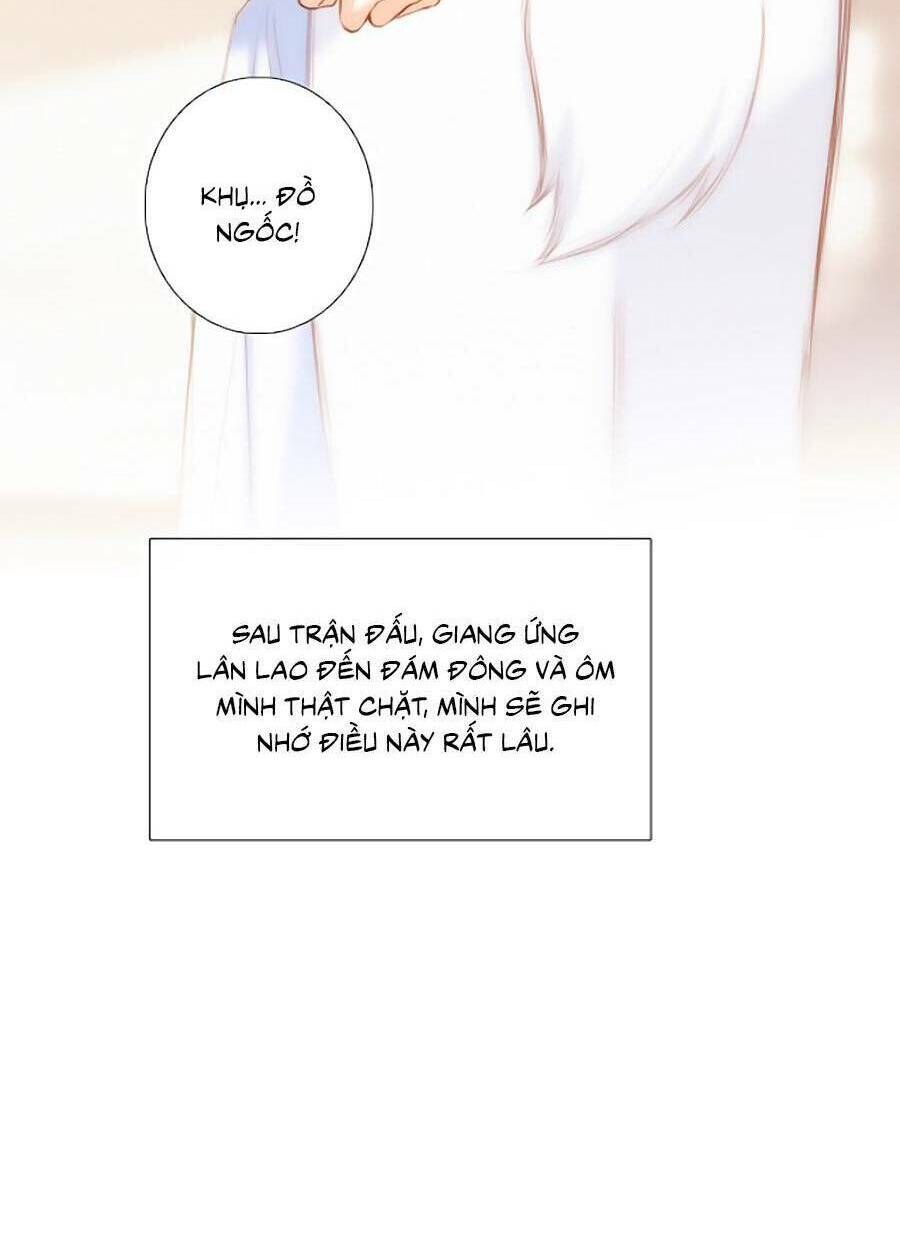 KHỤ... ĐỒ
NGỐC!
SAU TRẬN ĐẤU, GIANG ỨNG
LÂN LAO ĐẾN ĐÁM ĐÔNG VÀ ÔM
MÌNH THẬT CHẶT, MÌNH SẼ GHI
NHỚ ĐIỀU NÀY RẤT LÂU.